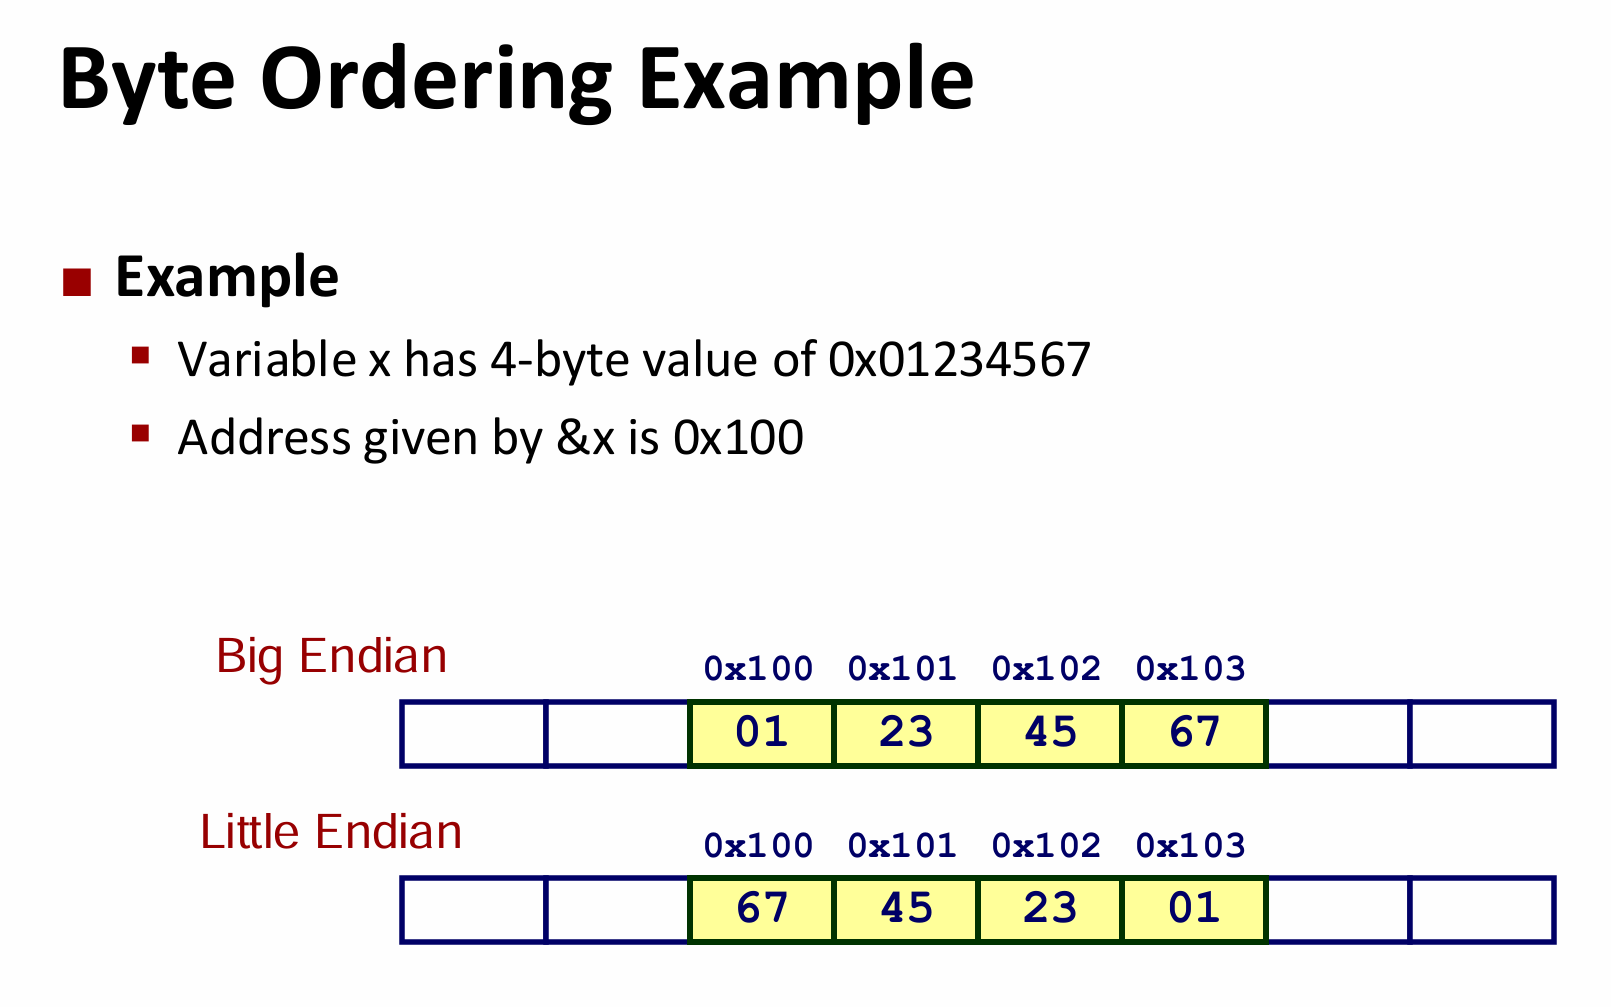 Byte Ordering Example
Example
Variable x has 4-byte value of 0x01234567
Address given by &x is 0x100
Big Endian
0x100 0x101 0x102 0x103
01 23 45 67
Little Endian
0x100 0x101 0x102 0x103
67 45 23 01